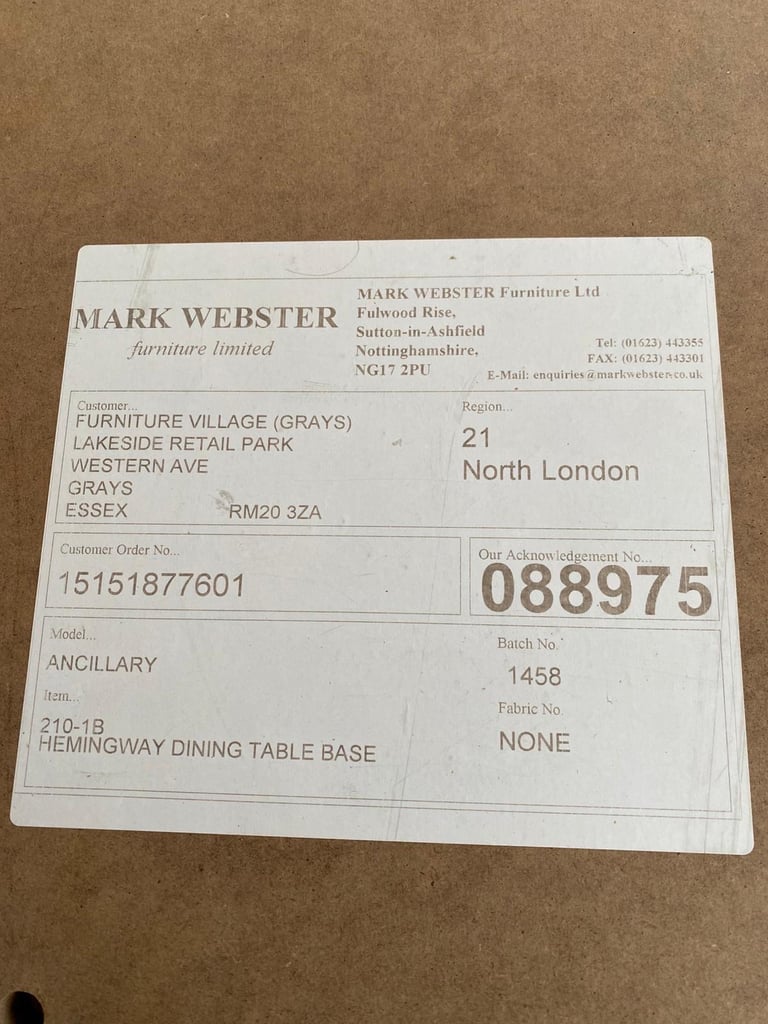 MARK WEBSTER
furniture limited
MARK WEBSTER Furniture Ltd
Fulwood Rise,
Sutton-in-Ashfield
Nottinghamshire,
NG17 2PU
Tel: (01623) 443355
FAX: (01623) 443301
E-Mail: enquiries@markwebster.co.uk
Customer...
FURNITURE VILLAGE (GRAYS)
LAKESIDE RETAIL PARK
WESTERN AVE
GRAYS
ESSEX RM20 3ZA
Region...
21
North London
Customer Order No...
15151877601
Our Acknowledgement No...
088975
Model...
ANCILLARY
Item...
210-1B
HEMINGWAY DINING TABLE BASE
Batch No.
1458
Fabric No.
NONE